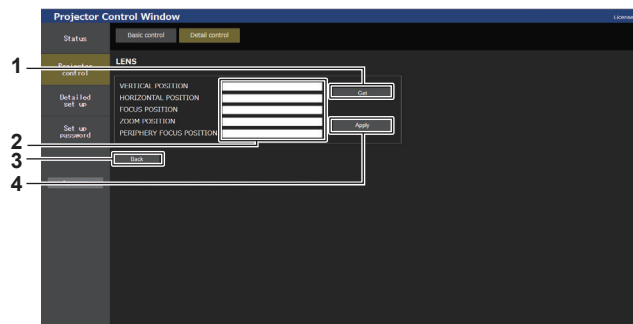 Projector Control Window
License
Status
Basic control
Detail control
Projector
control
LENS
1
VERTICAL POSITION
Get
HORIZONTAL POSITION
Detailed
set up
FOCUS POSITION
ZOOM POSITION
Apply
Set up
password
PERIPHERY FOCUS POSITION
2
3
Back
4